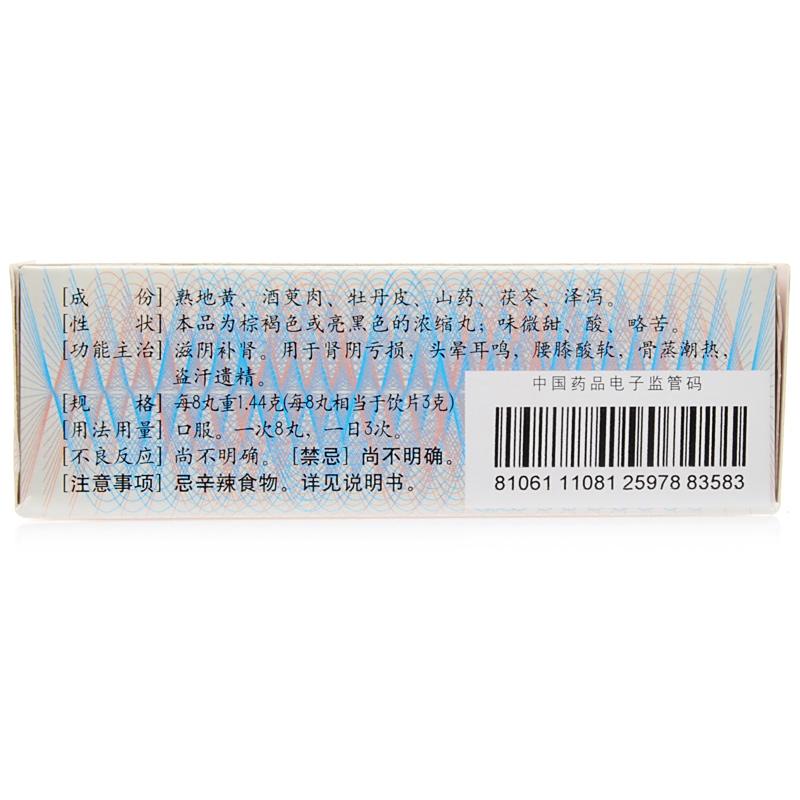 [成份] 熟地黄、酒萸肉、牡丹皮、山药、茯苓、泽泻。
[性状] 本品为棕褐色或亮黑色的浓缩丸；味微甜、酸、略苦。
[功能主治] 滋阴补肾。用于肾阴亏损，头晕耳鸣，腰膝酸软，骨蒸潮热，
盗汗遗精。
[规格] 每8丸重1.44克(每8丸相当于饮片3克)
[用法用量] 口服。一次8丸，一日3次。
[不良反应] 尚不明确。[禁忌] 尚不明确。
[注意事项] 忌辛辣食物。详见说明书。
中国药品电子监管码
81061 11081 25978 83583